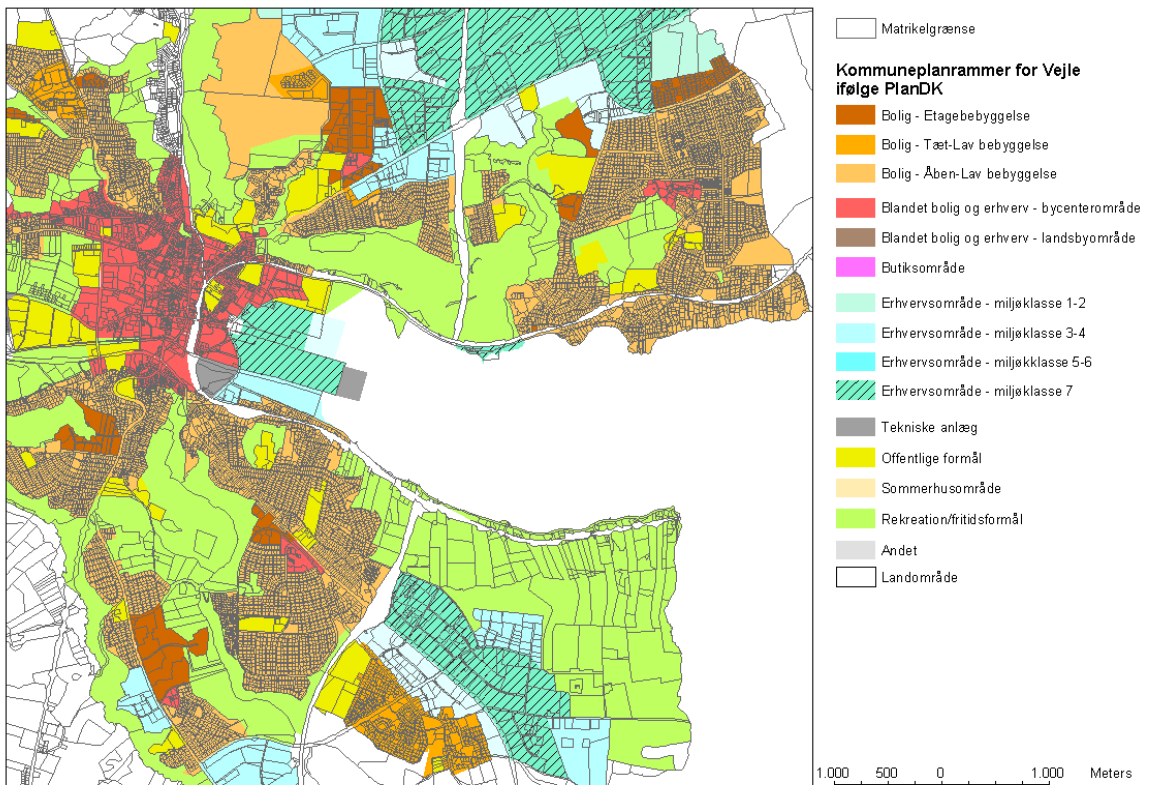 Matrikelgrænse
Kommuneplanrammer for Vejle
ifølge PlanDK
Bolig - Etagebebyggelse
Bolig - Tæt-Lav bebyggelse
Bolig - Åben-Lav bebyggelse
Blandet bolig og erhverv - bycenterområde
Blandet bolig og erhverv - landsbyområde
Butiksområde
Erhvervsområde - miljøklasse 1-2
Erhvervsområde - miljøklasse 3-4
Erhvervsområde - miljøkklasse 5-6
Erhvervsområde - miljøklasse 7
Tekniske anlæg
Offentlige formål
Sommerhusområde
Rekreation/fritidsformål
Andet
Landområde
1.000 500 0 1.000 Meters